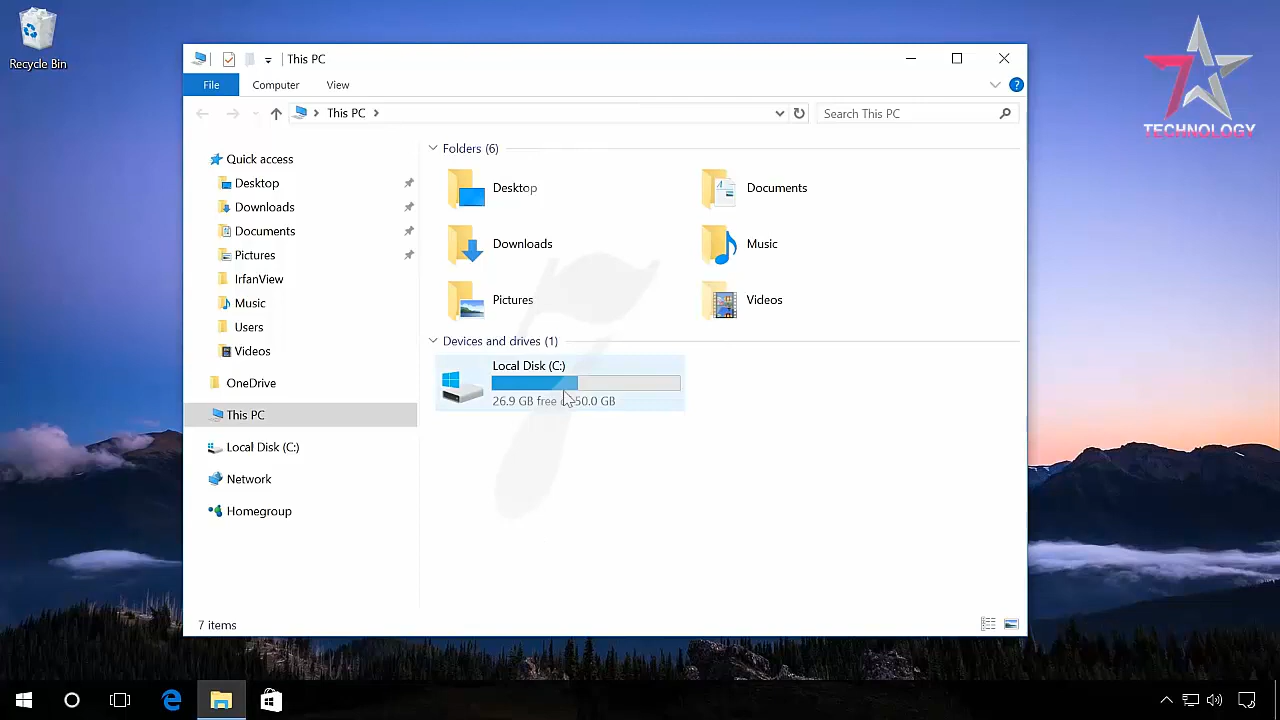 Recycle Bin
This PC
File Computer View
This PC
Search This PC
Quick access
Desktop
Downloads
Documents
Pictures
IrfanView
Music
Users
Videos
OneDrive
This PC
Local Disk (C:)
Network
Homegroup
Folders (6)
Desktop
Documents
Downloads
Music
Pictures
Videos
Devices and drives (1)
Local Disk (C:)
26.9 GB free 50.0 GB
7 items
7
TECHNOLOGY